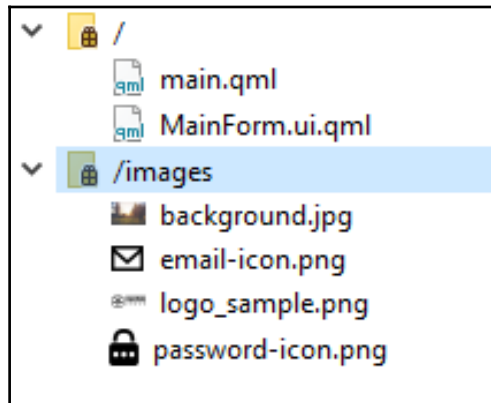 /
main.qml
MainForm.ui.qml
/images
background.jpg
email-icon.png
logo_sample.png
password-icon.png